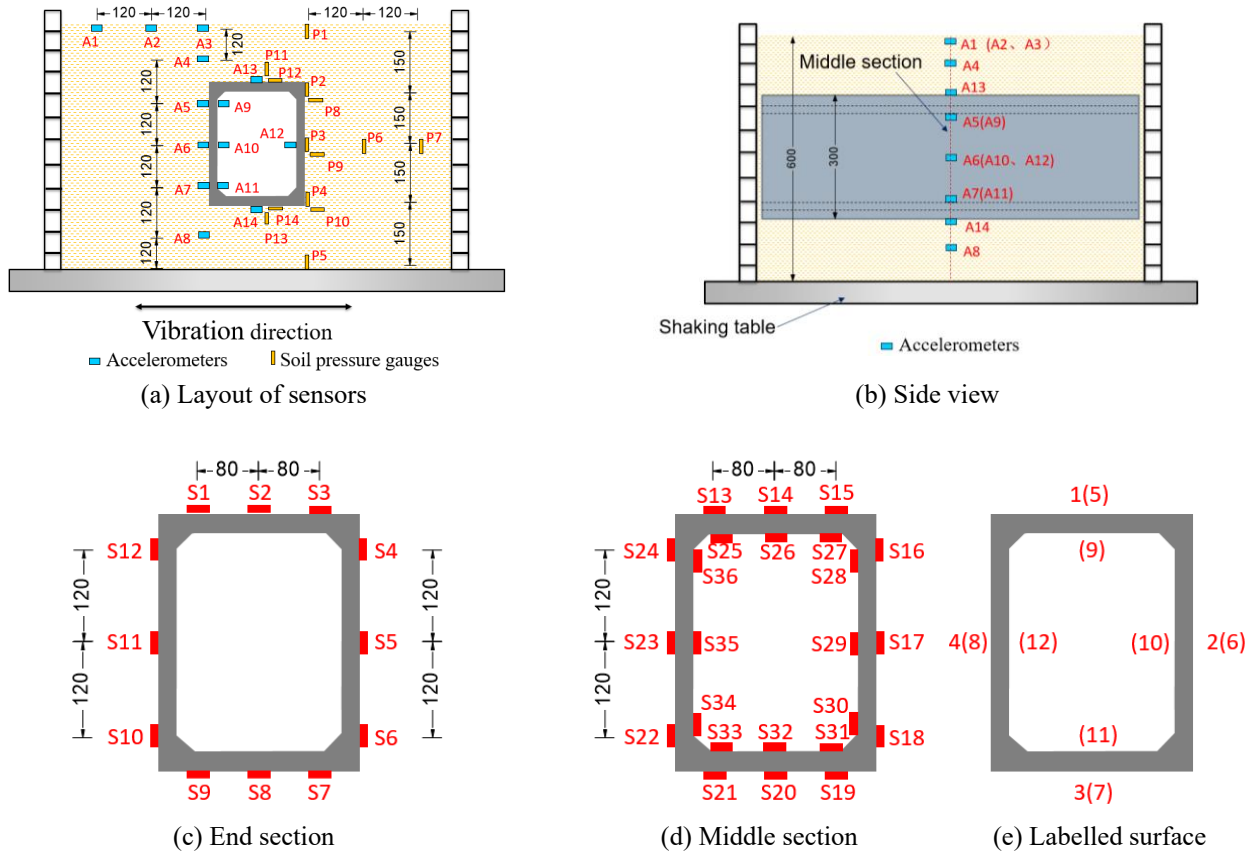 120
120
120
120
A1
A2
A3
P1
120
A4
P11
A13
P12
P2
150
120
A5
A9
P8
120
A12
P3
P6
P7
150
A6
A10
P9
120
A7
A11
P4
150
A14
P14
P10
P13
120
A8
150
120
P5
Vibration direction
Accelerometers
Soil pressure gauges
(a) Layout of sensors
A1 (A2、A3)
Middle section
A4
A13
A5(A9)
600
300
A6(A10、A12)
A7(A11)
A14
A8
Shaking table
Accelerometers
(b) Side view
80
80
S1
S2
S3
S12
S4
120
120
S11
S5
120
120
S10
S6
S9
S8
S7
(c) End section
80
80
S13
S14
S15
S24
S25
S26
S27
S16
S36
S28
120
S23
S35
S29
S17
120
S34
S30
S22
S33
S32
S31
S18
S21
S20
S19
(d) Middle section
1(5)
(9)
4(8)
(12)
(10)
2(6)
(11)
3(7)
(e) Labelled surface